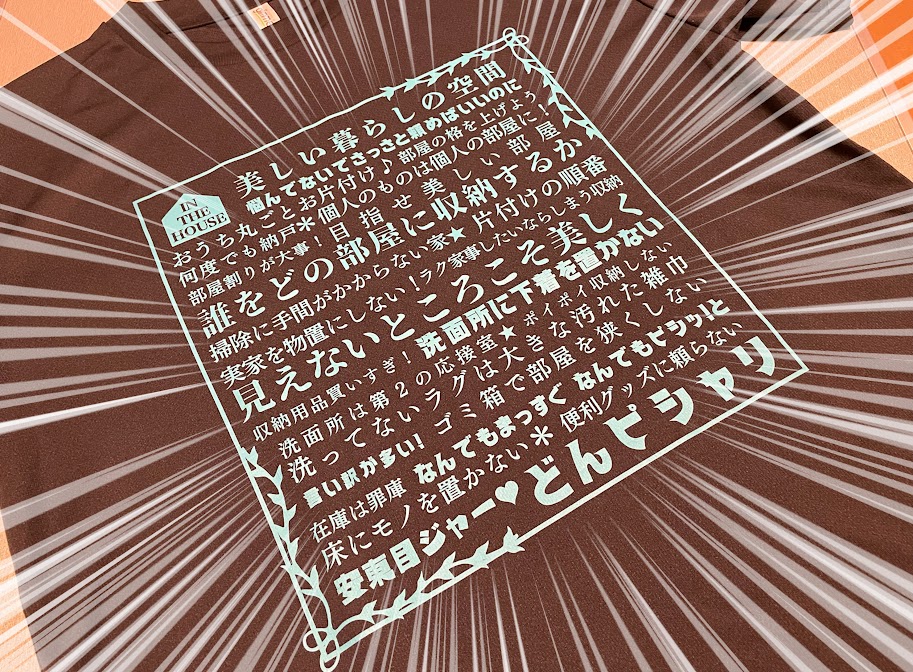 美しい暮らしの空間
悩んでないでさっさと頼めばいいのに
IN
THE
HOUSE
おうち丸ごとお片付け♪部屋の格を上げよう
何度でも納戸＊個人のものは個人の部屋に！
部屋割りが大事！目指せ美しい部屋
誰をどの部屋に収納するか
掃除に手間がかからない家★片付けの順番
実家を物置にしない！ラク家事したいならしまう収納
見えないところこそ美しく
収納用品買いすぎ！洗面所に下着を置かない
洗面所は第2の応接室★ポイポイ収納しない
洗ってないラグは大きな汚れた雑巾
言い訳が多い！ゴミ箱で部屋を狭くしない
在庫は罪庫 なんでもまっすぐ なんでもピシッ！と
床にモノを置かない＊便利グッズに頼らない
安東目ジャー♥どんピシャリ